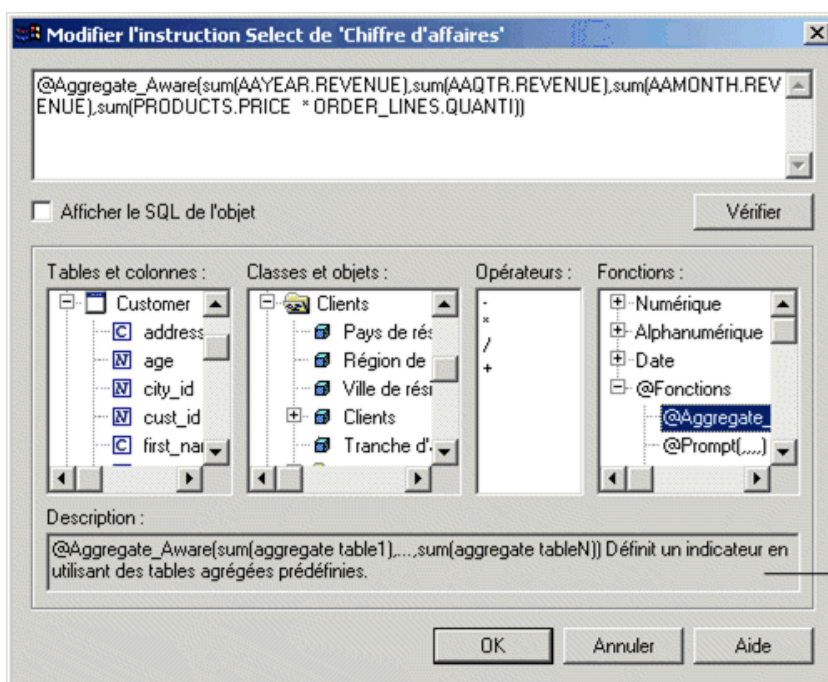 Modifier l'instruction Select de 'Chiffre d'affaires'
@Aggregate_Aware(sum(AAYEAR.REVENUE),sum(AAQTR.REVENUE),sum(AAMONTH.REV
ENUE),sum(PRODUCTS.PRICE * ORDER_LINES.QUANTI))
Afficher le SQL de l'objet
Vérifier
Tables et colonnes :
Classes et objets :
Opérateurs :
Fonctions :
Customer
C address
N age
N city_id
N cust_id
C first_nar
Clients
Pays de rés
Région de
Ville de rési
Clients
Tranche d'
-
*
/
+
Numérique
Alphanumérique
Date
@Fonctions
@Aggregate_
@Prompt(,,,,)
Description :
@Aggregate_Aware(sum(aggregate table1),...,sum(aggregate tableN)) Définit un indicateur en
utilisant des tables agrégées prédéfinies.
OK
Annuler
Aide